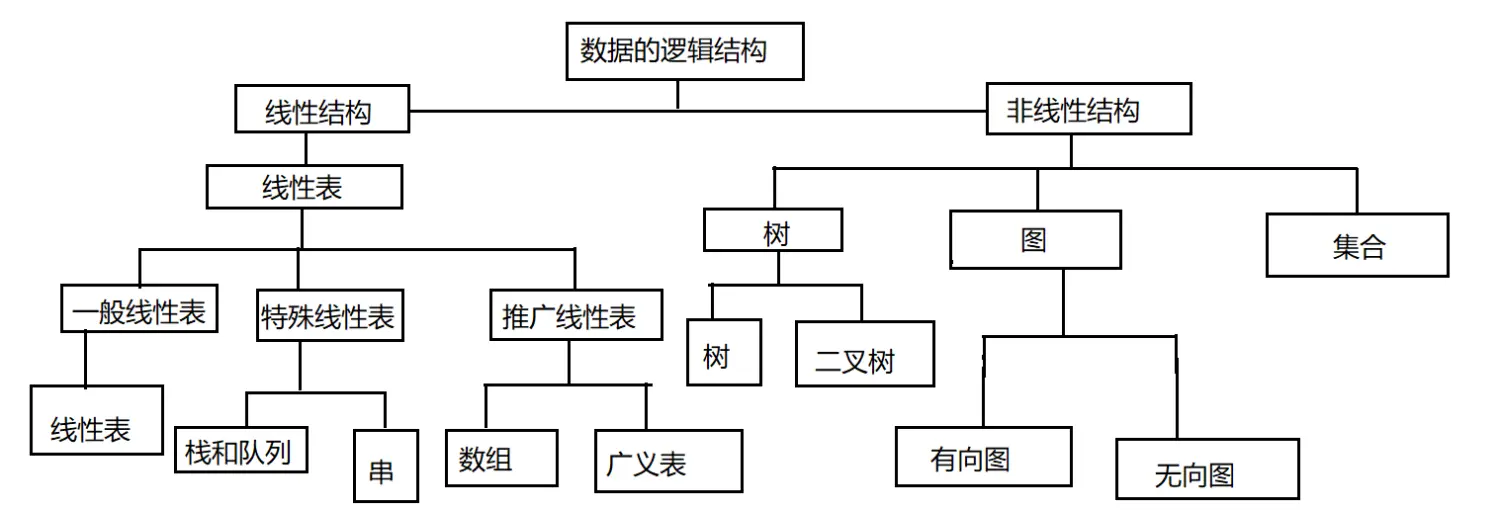 数据的逻辑结构
线性结构
非线性结构
线性表
树
图
集合
一般线性表
特殊线性表
推广线性表
树
二叉树
线性表
栈和队列
串
数组
广义表
有向图
无向图